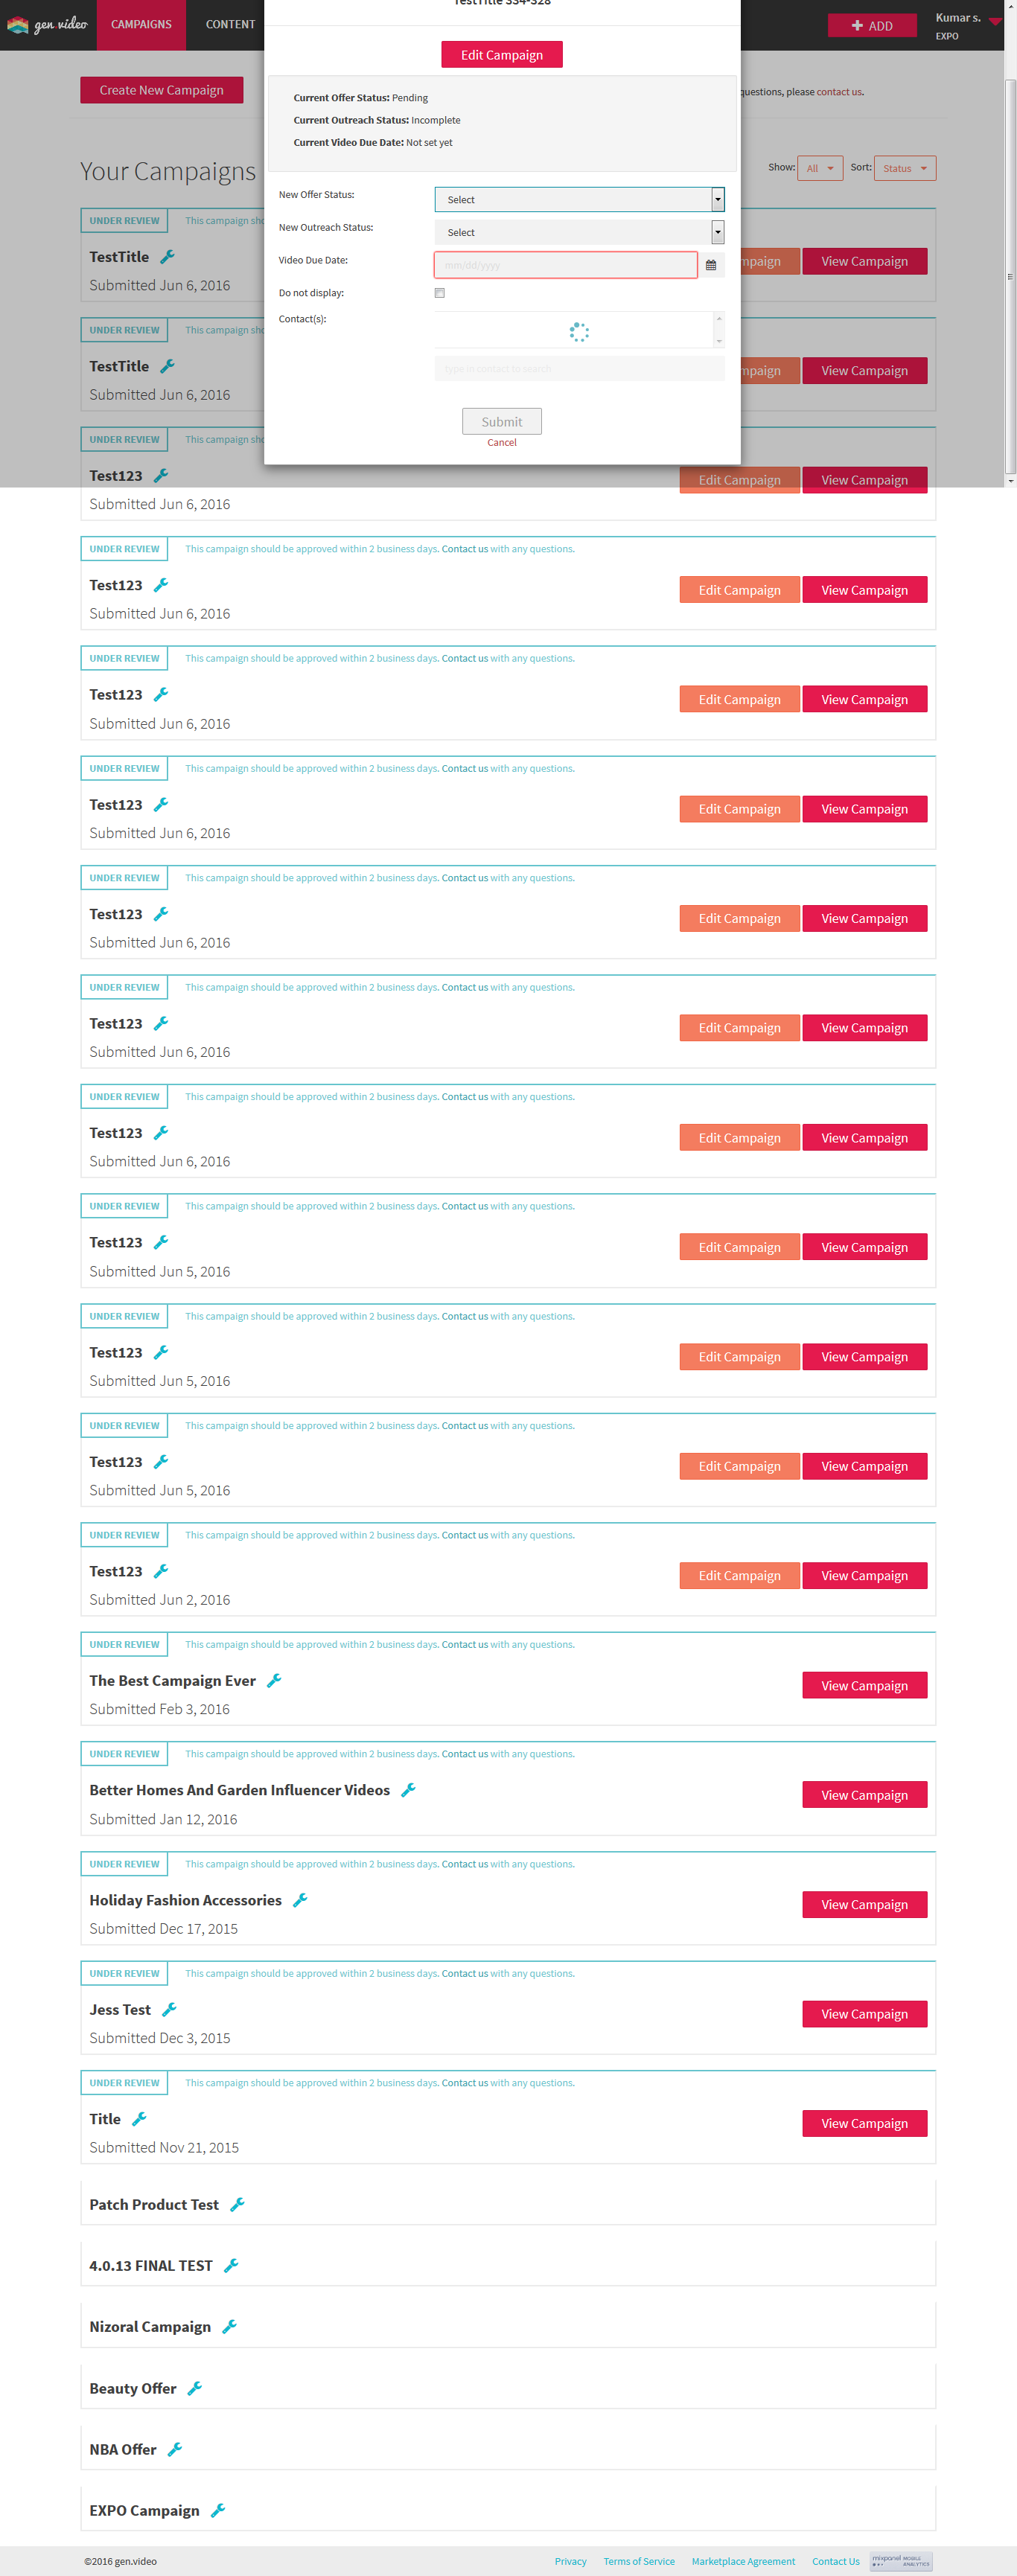 TestTitle 334-328
gen video
CAMPAIGNS
CONTENT
ADD
Kumar s.
EXPO
Edit Campaign
Create New Campaign
questions, please contact us.
Current Offer Status: Pending
Current Outreach Status: Incomplete
Current Video Due Date: Not set yet
Your Campaigns
Show: All
Sort: Status
New Offer Status: Select
New Outreach Status: Select
Video Due Date: mm/dd/yyyy
Do not display:
Contact(s):
type in contact to search
Submit
Cancel
UNDER REVIEW This campaign sho
TestTitle
mpaign View Campaign
Submitted Jun 6, 2016
UNDER REVIEW This campaign sho
TestTitle
mpaign View Campaign
Submitted Jun 6, 2016
UNDER REVIEW This campaign sho
Test123
Edit Campaign View Campaign
Submitted Jun 6, 2016
UNDER REVIEW This campaign should be approved within 2 business days. Contact us with any questions.
Test123
Edit Campaign View Campaign
Submitted Jun 6, 2016
UNDER REVIEW This campaign should be approved within 2 business days. Contact us with any questions.
Test123
Edit Campaign View Campaign
Submitted Jun 6, 2016
UNDER REVIEW This campaign should be approved within 2 business days. Contact us with any questions.
Test123
Edit Campaign View Campaign
Submitted Jun 6, 2016
UNDER REVIEW This campaign should be approved within 2 business days. Contact us with any questions.
Test123
Edit Campaign View Campaign
Submitted Jun 6, 2016
UNDER REVIEW This campaign should be approved within 2 business days. Contact us with any questions.
Test123
Edit Campaign View Campaign
Submitted Jun 6, 2016
UNDER REVIEW This campaign should be approved within 2 business days. Contact us with any questions.
Test123
Edit Campaign View Campaign
Submitted Jun 6, 2016
UNDER REVIEW This campaign should be approved within 2 business days. Contact us with any questions.
Test123
Edit Campaign View Campaign
Submitted Jun 5, 2016
UNDER REVIEW This campaign should be approved within 2 business days. Contact us with any questions.
Test123
Edit Campaign View Campaign
Submitted Jun 5, 2016
UNDER REVIEW This campaign should be approved within 2 business days. Contact us with any questions.
Test123
Edit Campaign View Campaign
Submitted Jun 5, 2016
UNDER REVIEW This campaign should be approved within 2 business days. Contact us with any questions.
Test123
Edit Campaign View Campaign
Submitted Jun 2, 2016
UNDER REVIEW This campaign should be approved within 2 business days. Contact us with any questions.
The Best Campaign Ever
View Campaign
Submitted Feb 3, 2016
UNDER REVIEW This campaign should be approved within 2 business days. Contact us with any questions.
Better Homes And Garden Influencer Videos
View Campaign
Submitted Jan 12, 2016
UNDER REVIEW This campaign should be approved within 2 business days. Contact us with any questions.
Holiday Fashion Accessories
View Campaign
Submitted Dec 17, 2015
UNDER REVIEW This campaign should be approved within 2 business days. Contact us with any questions.
Jess Test
View Campaign
Submitted Dec 3, 2015
UNDER REVIEW This campaign should be approved within 2 business days. Contact us with any questions.
Title
View Campaign
Submitted Nov 21, 2015
Patch Product Test
4.0.13 FINAL TEST
Nizoral Campaign
Beauty Offer
NBA Offer
EXPO Campaign
©2016 gen.video
Privacy Terms of Service Marketplace Agreement Contact Us
mixpanel MOBILE ANALYTICS